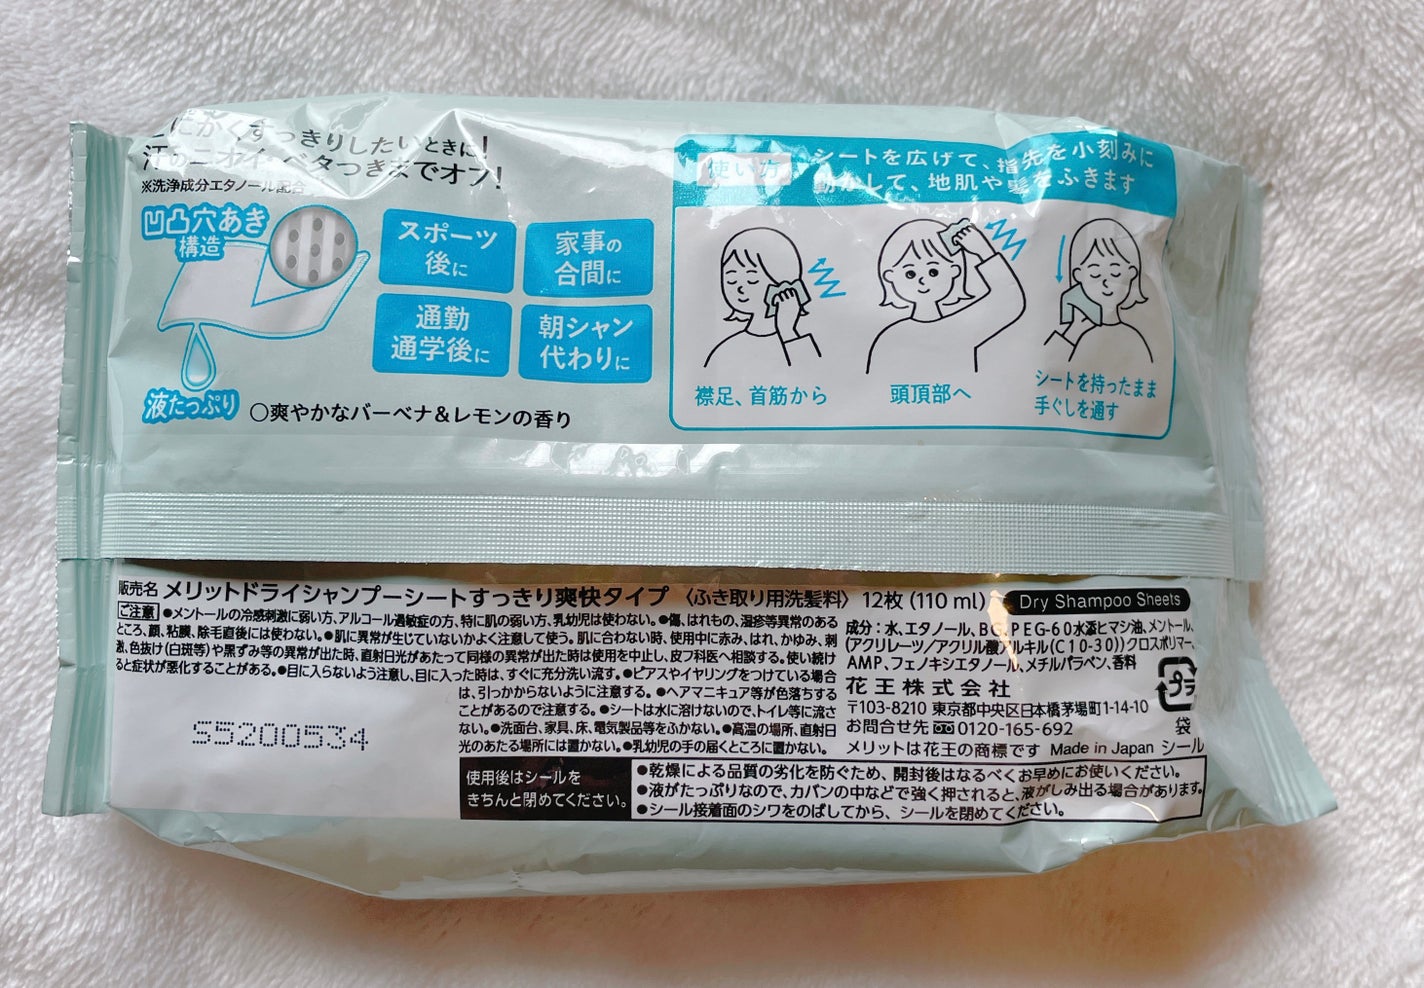 とにかくすっきりしたいときに!
汗のニオイ・ベタつきまでオフ!
※洗浄成分エタノール配合
凹凸穴あき
構造
液たっぷり
スポーツ
後に
家事の
合間に
通勤
通学後に
朝シャン
代わりに
○爽やかなバーベナ&レモンの香り
使い方
シートを広げて、指先を小刻みに
動かして、地肌や髪をふきます
襟足、首筋から
頭頂部へ
シートを持ったまま
手ぐしを通す
販売名 メリットドライシャンプーシートすっきり爽快タイプ 〈ふき取り用洗髪料〉 12枚 (110 ml)
Dry Shampoo Sheets
ご注意 ●メントールの冷感刺激に弱い方、アルコール過敏症の方、特に肌の弱い方、乳幼児は使わない。●傷、はれもの、湿疹等異常のある
ところ、顔、粘膜、除毛直後には使わない。●肌に異常が生じていないかよく注意して使う。肌に合わない時、使用中に赤み、はれ、かゆみ、刺
激、色抜け(白斑等)や黒ずみ等の異常が出た時、直射日光があたって同様の異常が出た時は使用を中止し、皮フ科医へ相談する。使い続け
ると症状が悪化することがある。●目に入らないよう注意し、目に入った時は、すぐに充分洗い流す。●ピアスやイヤリングをつけている場合
は、引っかからないように注意する。●ヘアマニキュア等が色落ちする
ことがあるので注意する。●シートは水に溶けないので、トイレ等に流さ
ない。●洗面台、家具、床、電気製品等をふかない。●高温の場所、直射日
光のあたる場所には置かない。●乳幼児の手の届くところに置かない。
S5200534
成分:水、エタノール、BG、PEG-60水添ヒマシ油、メントール、
(アクリレーツ/アクリル酸アルキル(C10-30))クロスポリマー、
AMP、フェノキシエタノール、メチルパラベン、香料
花王株式会社
〒103-8210 東京都中央区日本橋茅場町1-14-10
お問合せ先 0120-165-692
メリットは花王の商標です Made in Japan
プラ
袋
シール
使用後はシールを
きちんと閉めてください。
●乾燥による品質の劣化を防ぐため、開封後はなるべくお早めにお使いください。
●液がたっぷりなので、カバンの中などで強く押されると、液がしみ出る場合があります。
●シール接着面のシワをのばしてから、シールを閉めてください。